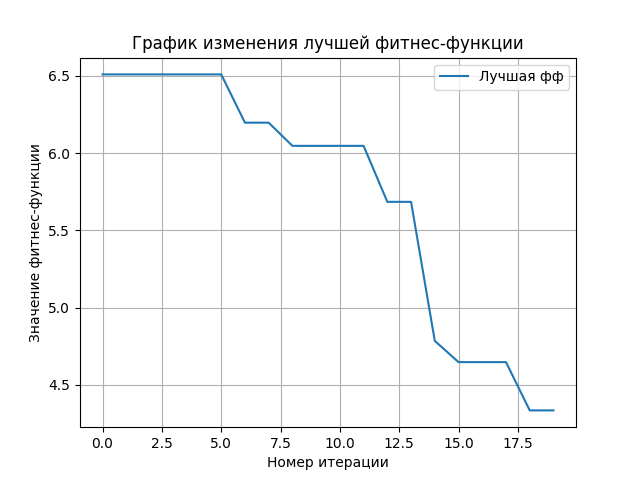 График изменения лучшей фитнес-функции
Лучшая фф
Значение фитнес-функции
6.5
6.0
5.5
5.0
4.5
0.0 2.5 5.0 7.5 10.0 12.5 15.0 17.5
Номер итерации